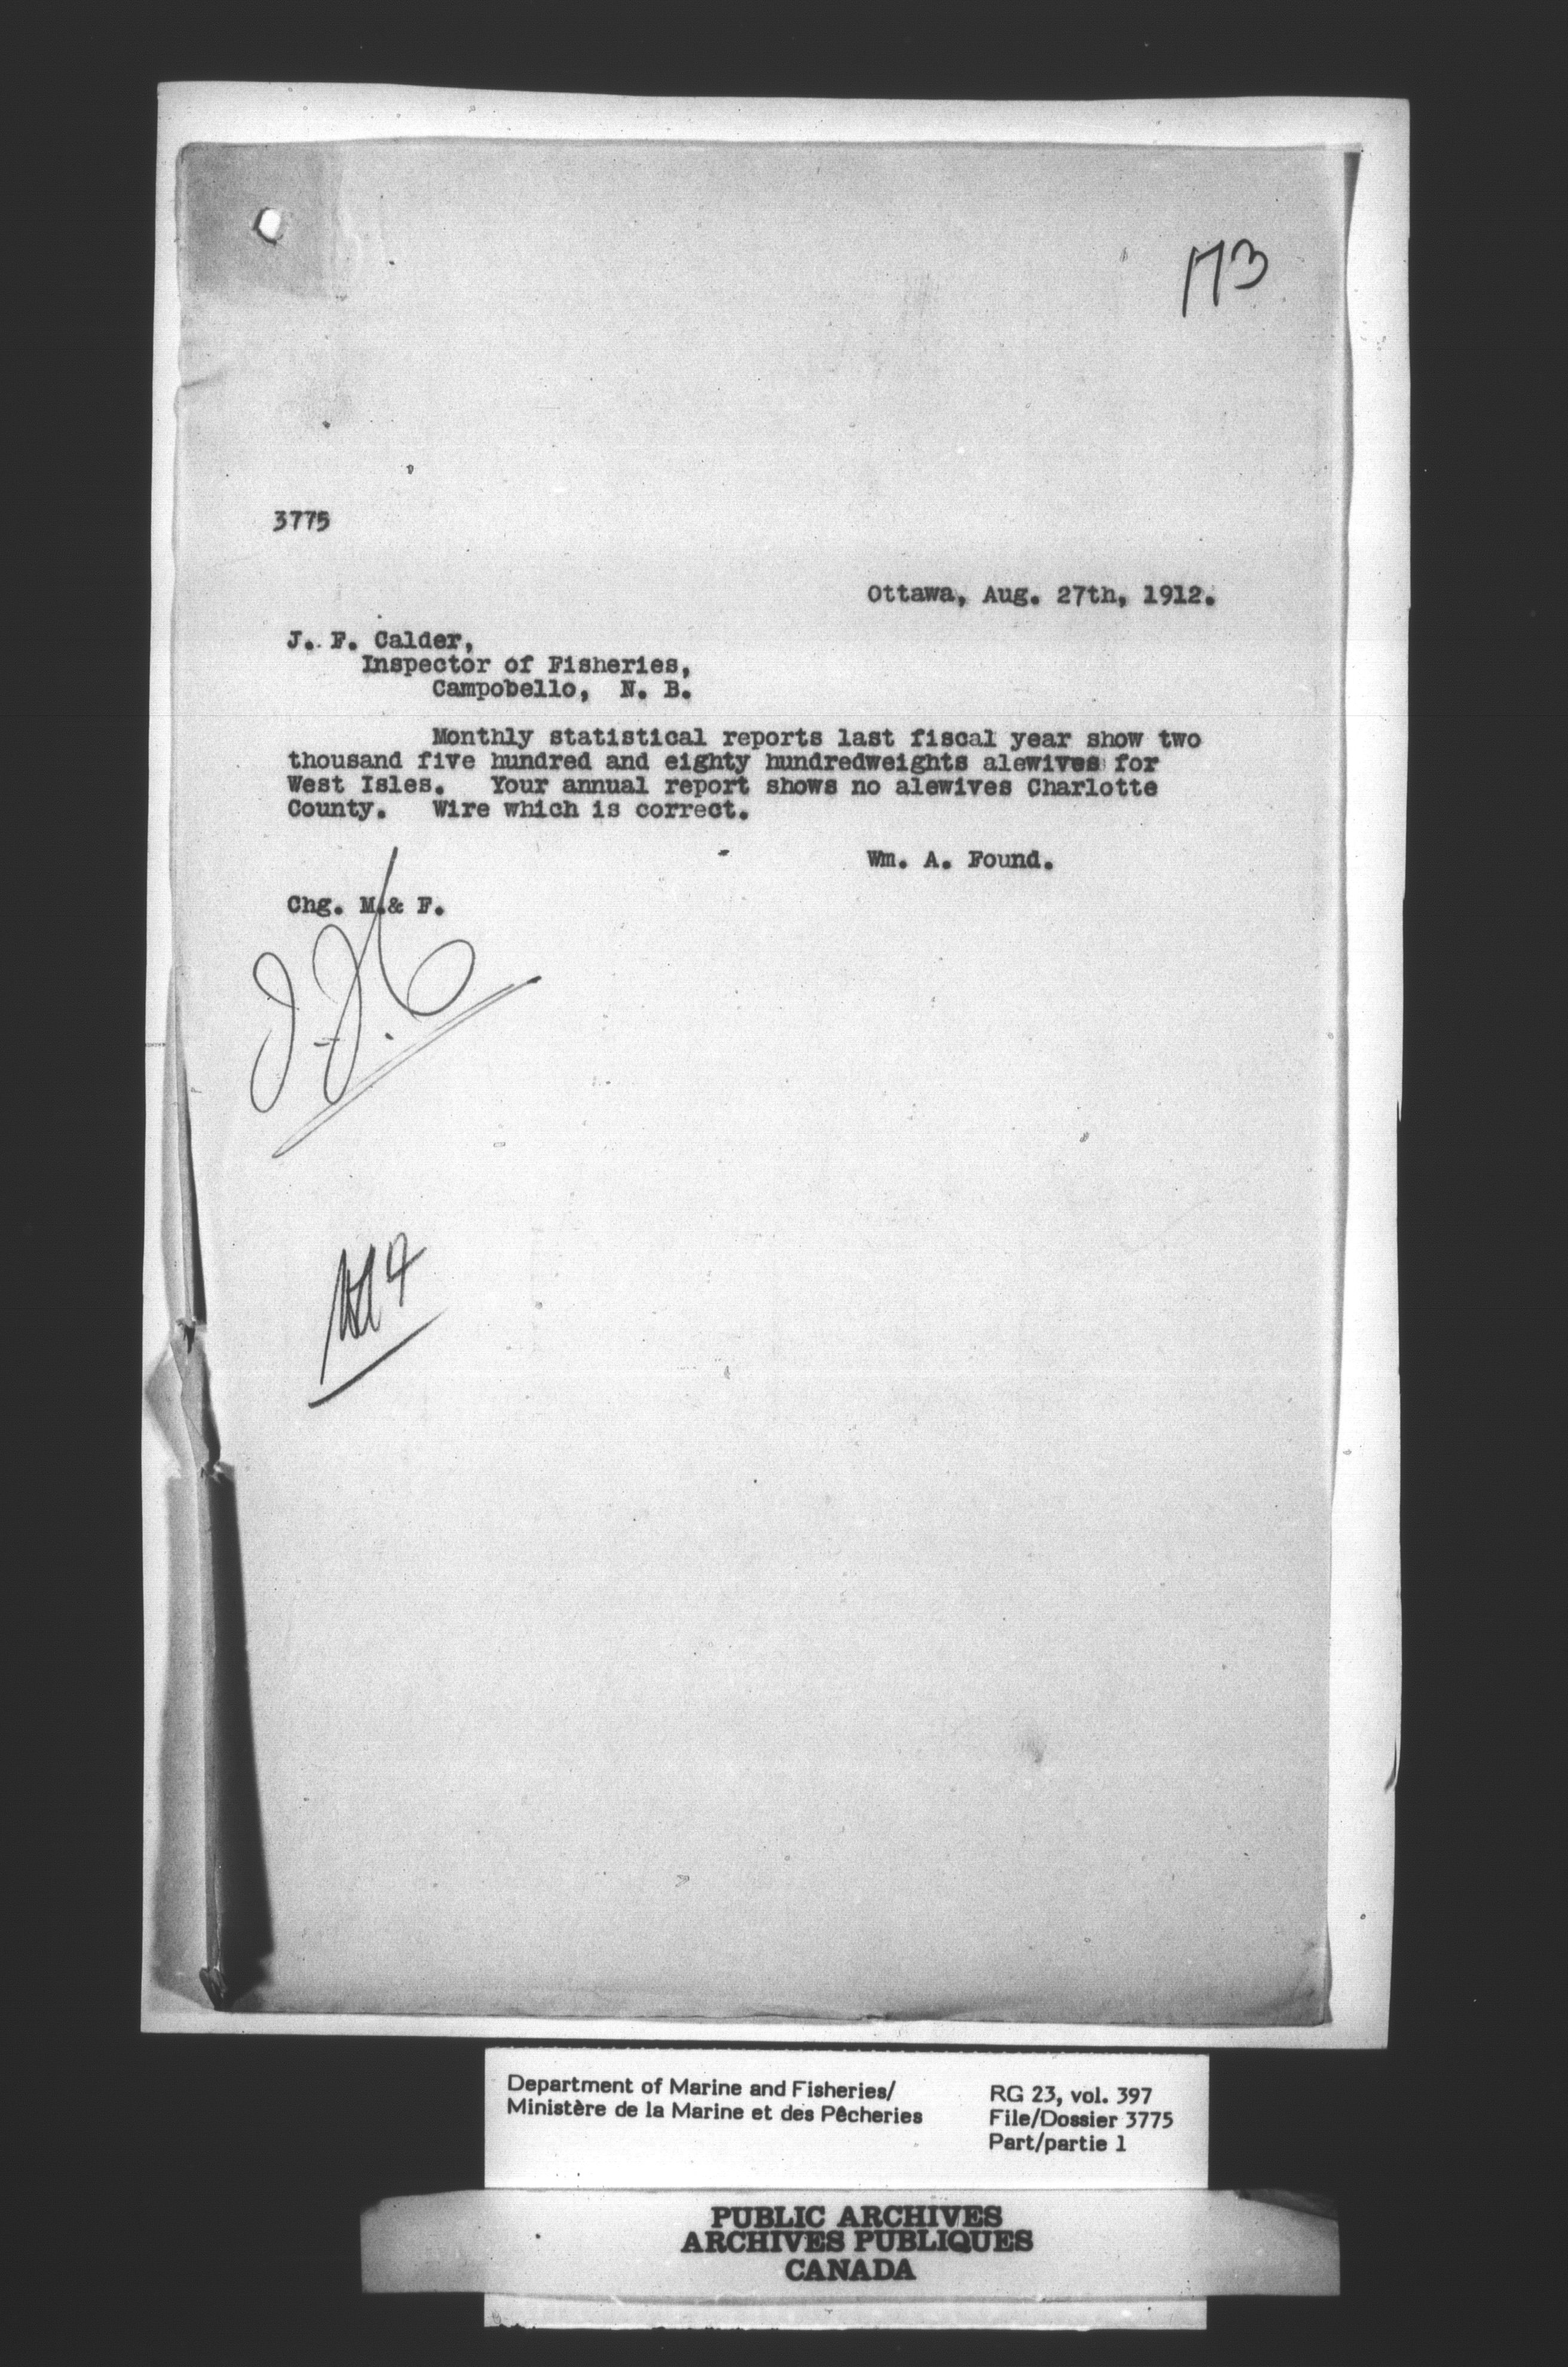 173
3775
Ottawa, Aug. 27th, 1912.
J. F. Calder,
Inspector of Fisheries,
Campobello, N. B.
Monthly statistical reports last fiscal year show two
thousand five hundred and eighty hundredweights alewives for
West Isles. Your annual report shows no alewives Charlotte
County. Wire which is correct.
Wm. A. Found.
Chg. M.& F.
Department of Marine and Fisheries/
Ministère de la Marine et des Pêcheries
RG 23, vol. 397
File/Dossier 3775
Part/partie 1
PUBLIC ARCHIVES
ARCHIVES PUBLIQUES
CANADA